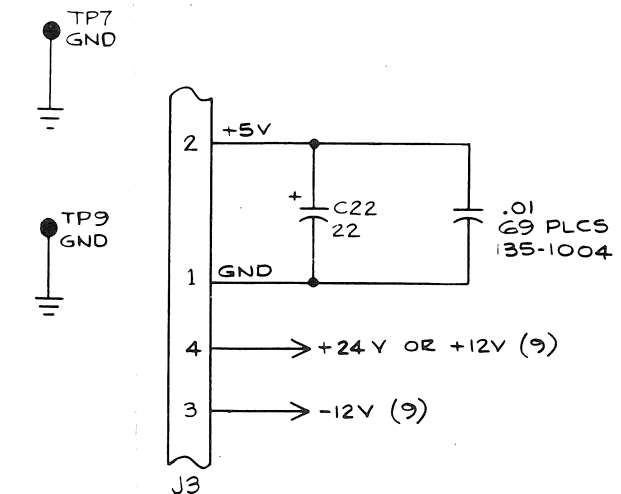 TP7
GND
2
+5V
+
C22
22
.01
69 PLCS
135-1004
TP9
GND
1
GND
4
+24V OR +12V (9)
3
-12V (9)
J3